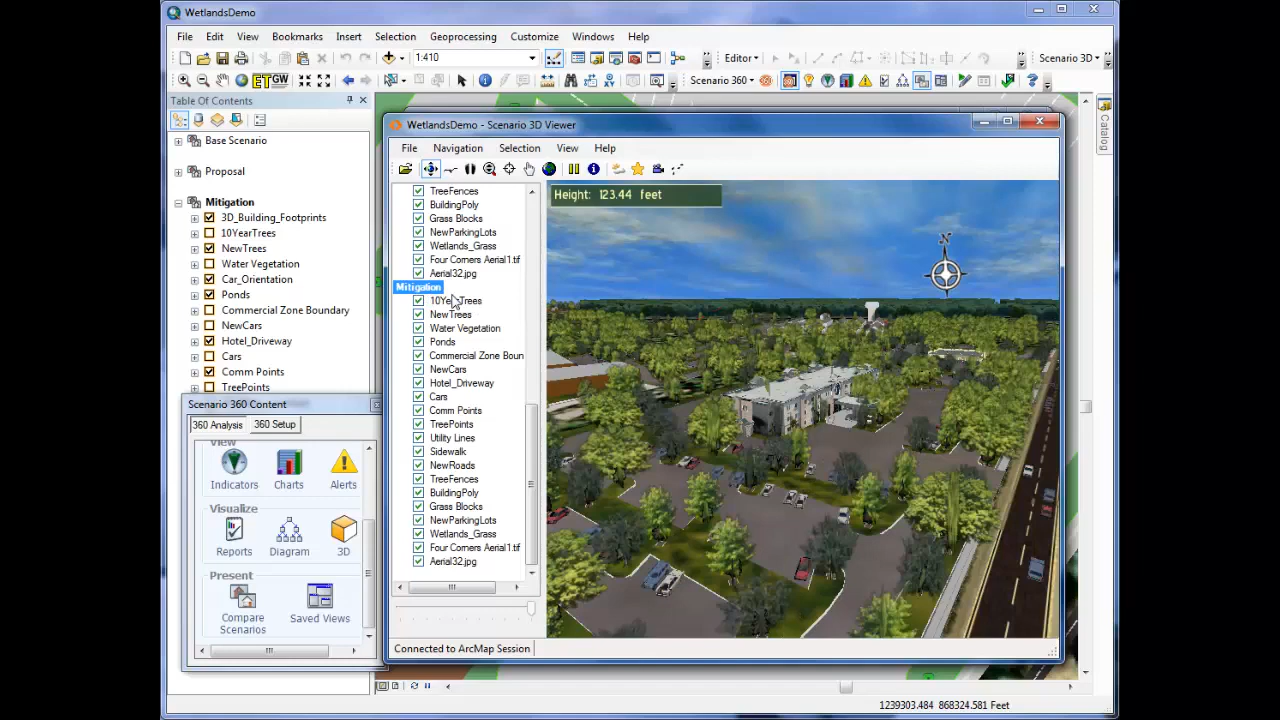 WetlandsDemo
File Edit View Bookmarks Insert Selection Geoprocessing Customize Windows Help
1:410 Editor Scenario 3D
ET GW Scenario 360
Table Of Contents
Base Scenario
Proposal
Mitigation
3D_Building_Footprints
10YearTrees
NewTrees
Water Vegetation
Car_Orientation
Ponds
Commercial Zone Boundary
NewCars
Hotel_Driveway
Cars
Comm Points
TreePoints
Scenario 360 Content
360 Analysis 360 Setup
View
Indicators Charts Alerts
Visualize
Reports Diagram 3D
Present
Compare Scenarios Saved Views
WetlandsDemo - Scenario 3D Viewer
File Navigation Selection View Help
TreeFences
BuildingPoly
Grass Blocks
NewParkingLots
Wetlands_Grass
Four Corners Aerial1.tif
Aerial32.jpg
Mitigation
10YearTrees
NewTrees
Water Vegetation
Ponds
Commercial Zone Boun
NewCars
Hotel_Driveway
Cars
Comm Points
TreePoints
Utility Lines
Sidewalk
NewRoads
TreeFences
BuildingPoly
Grass Blocks
NewParkingLots
Wetlands_Grass
Four Corners Aerial1.tif
Aerial32.jpg
Height: 123.44 feet
N
Connected to ArcMap Session
Catalog
1239303.484 868324.581 Feet